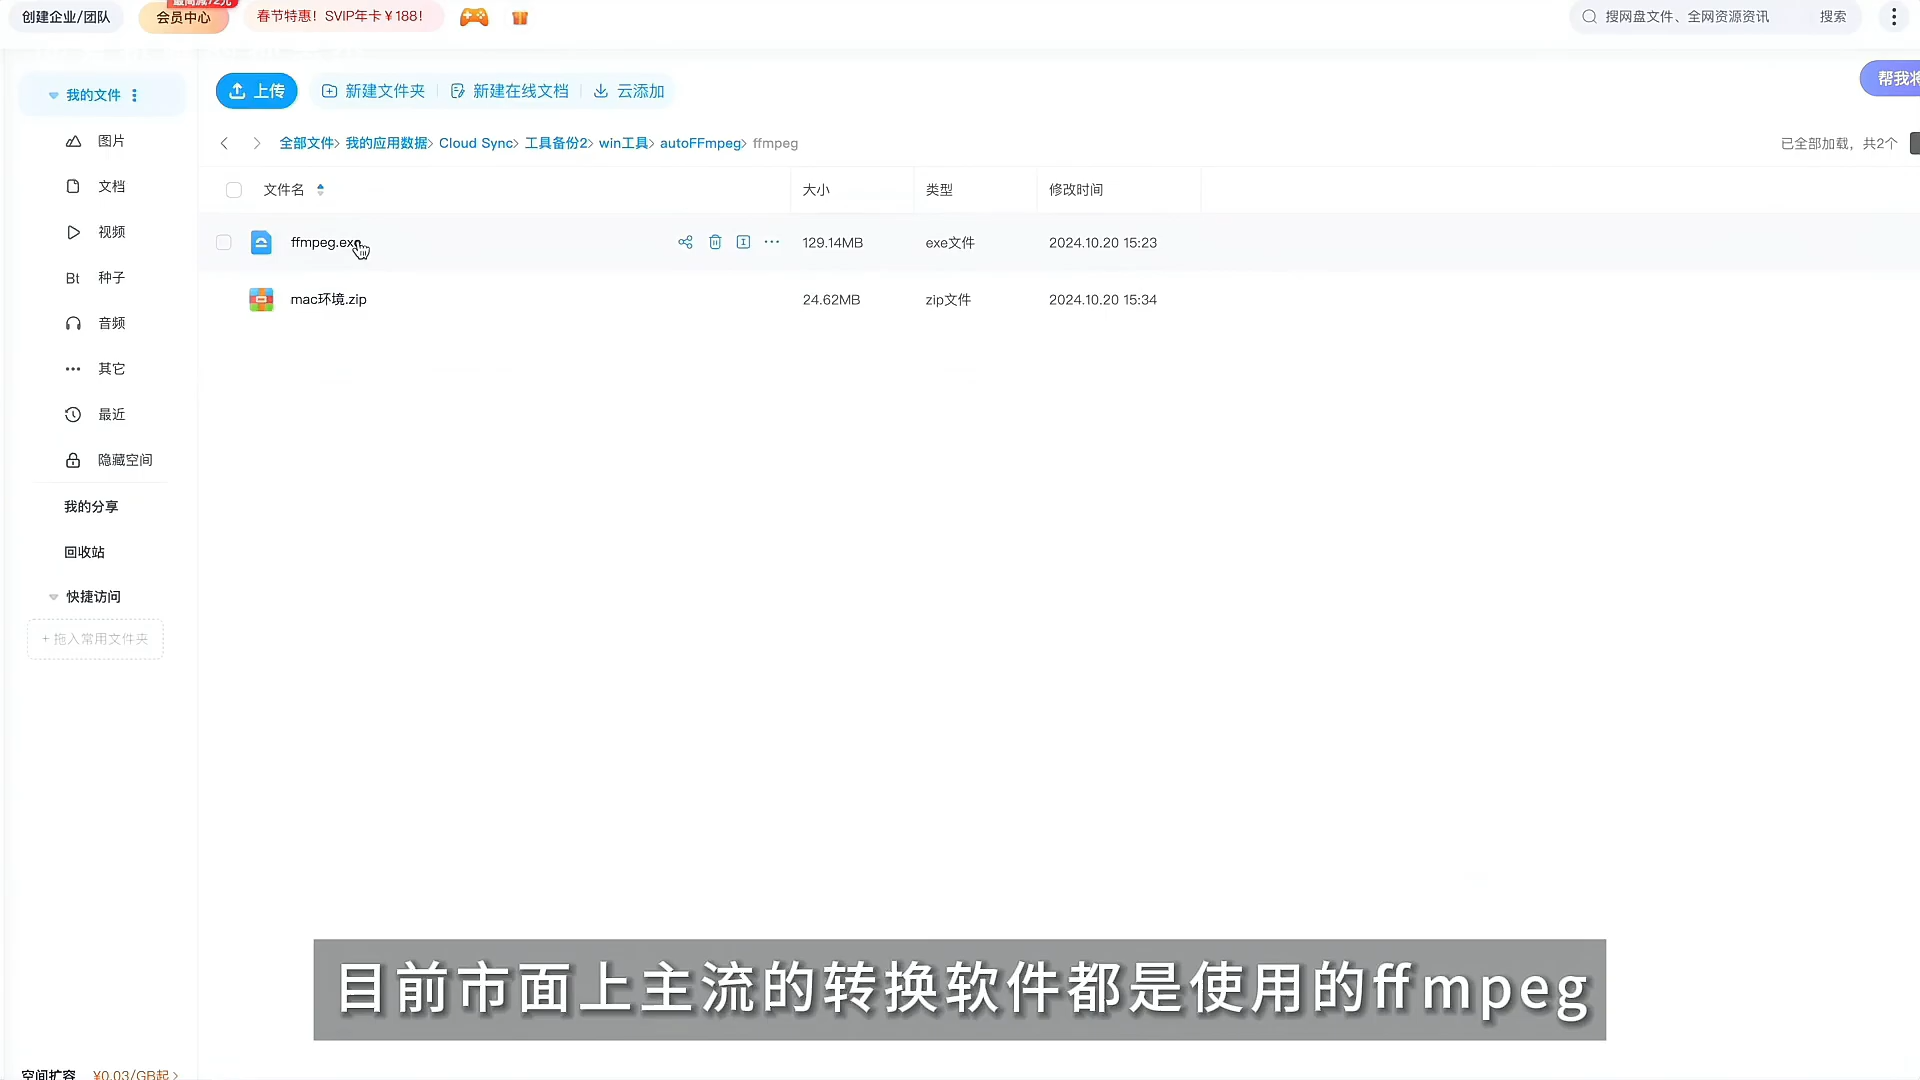 创建企业/团队
会员中心
最高减72元
春节特惠！SVIP年卡￥188！
搜网盘文件、全网资源资讯
搜索
我的文件
上传
新建文件夹
新建在线文档
云添加
帮我将
图片
全部文件> 我的应用数据> Cloud Sync> 工具备份2> win工具> autoFFmpeg> ffmpeg
已全部加载，共2个
文档
文件名
大小
类型
修改时间
视频
ffmpeg.exe
129.14MB
exe文件
2024.10.20 15:23
Bt 种子
mac环境.zip
24.62MB
zip文件
2024.10.20 15:34
音频
其它
最近
隐藏空间
我的分享
回收站
快捷访问
+ 拖入常用文件夹
目前市面上主流的转换软件都是使用的ffmpeg
空间扩容 ¥0.03/GB起>